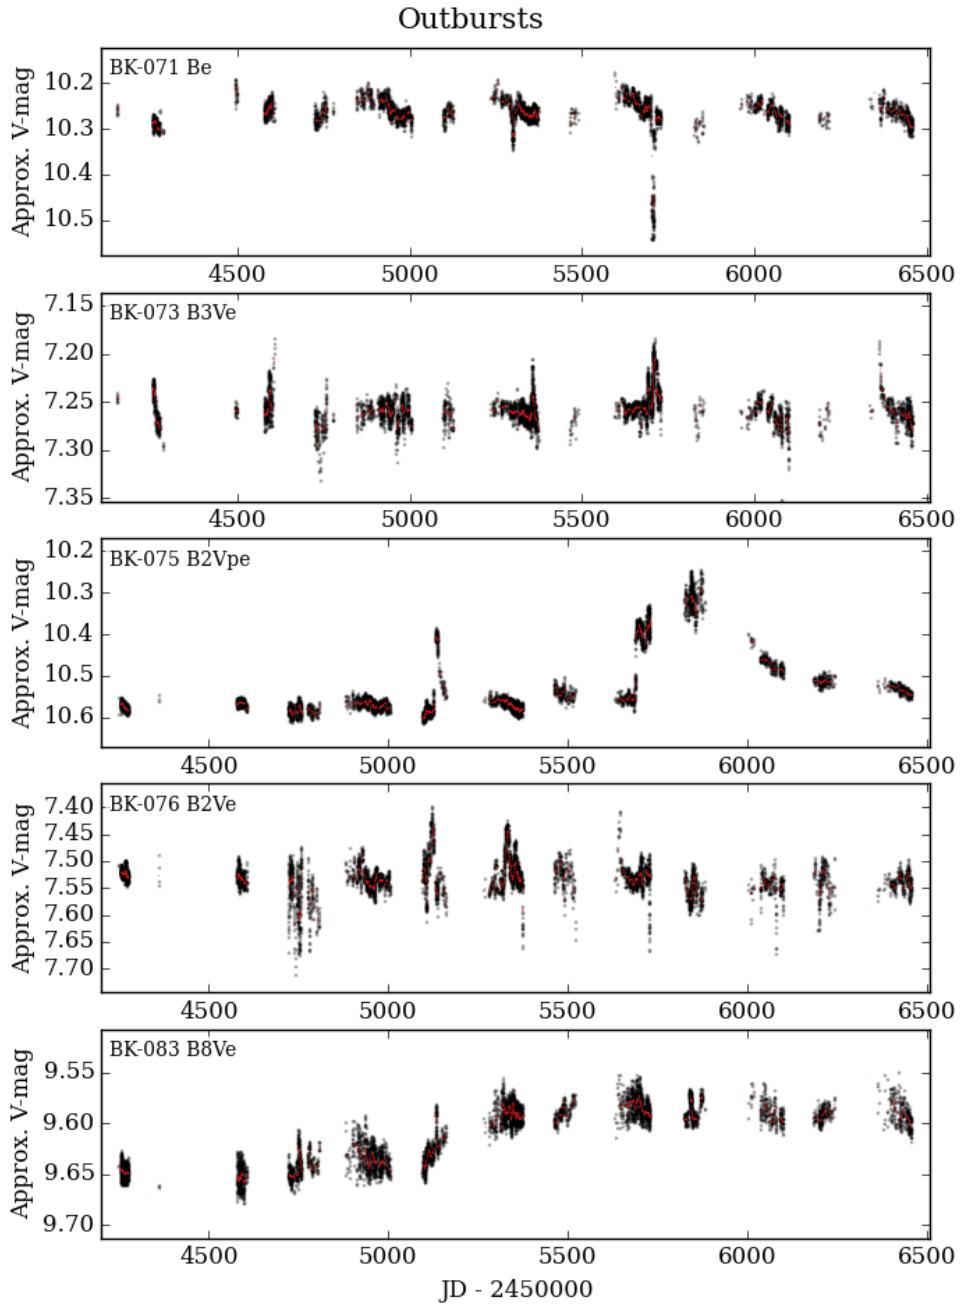 Outbursts
BK-071 Be
Approx. V-mag
10.2
10.3
10.4
10.5
4500 5000 5500 6000 6500
BK-073 B3Ve
Approx. V-mag
7.15
7.20
7.25
7.30
7.35
4500 5000 5500 6000 6500
BK-075 B2Vpe
Approx. V-mag
10.2
10.3
10.4
10.5
10.6
4500 5000 5500 6000 6500
BK-076 B2Ve
Approx. V-mag
7.40
7.45
7.50
7.55
7.60
7.65
7.70
4500 5000 5500 6000 6500
BK-083 B8Ve
Approx. V-mag
9.55
9.60
9.65
9.70
4500 5000 5500 6000 6500
JD - 2450000